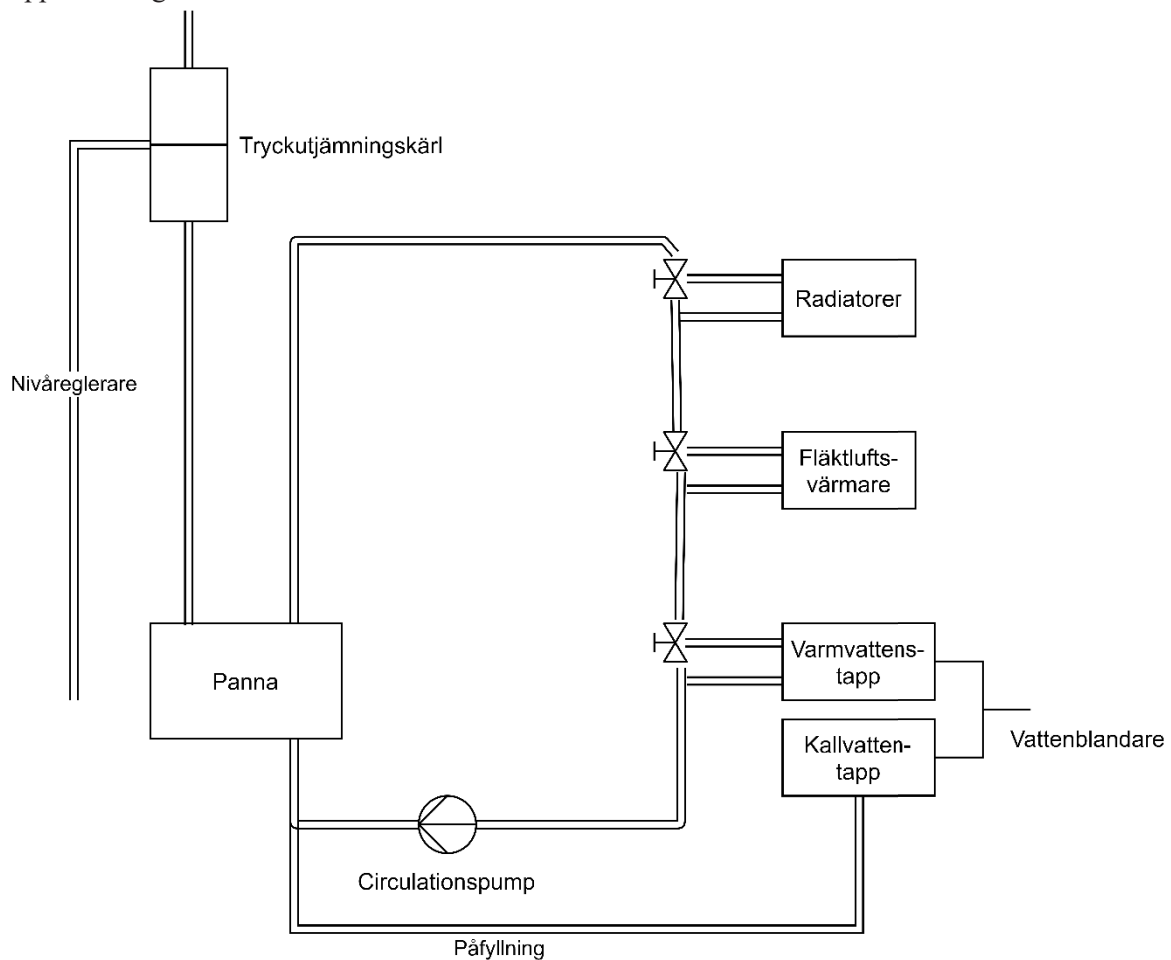 Tryckutjämningskärl
Radiatorer
Nivåreglerare
Fläktlufts-
värmare
Panna
Varmvattens-
tapp
Kallvatten-
tapp
Vattenblandare
Circulationspump
Påfyllning